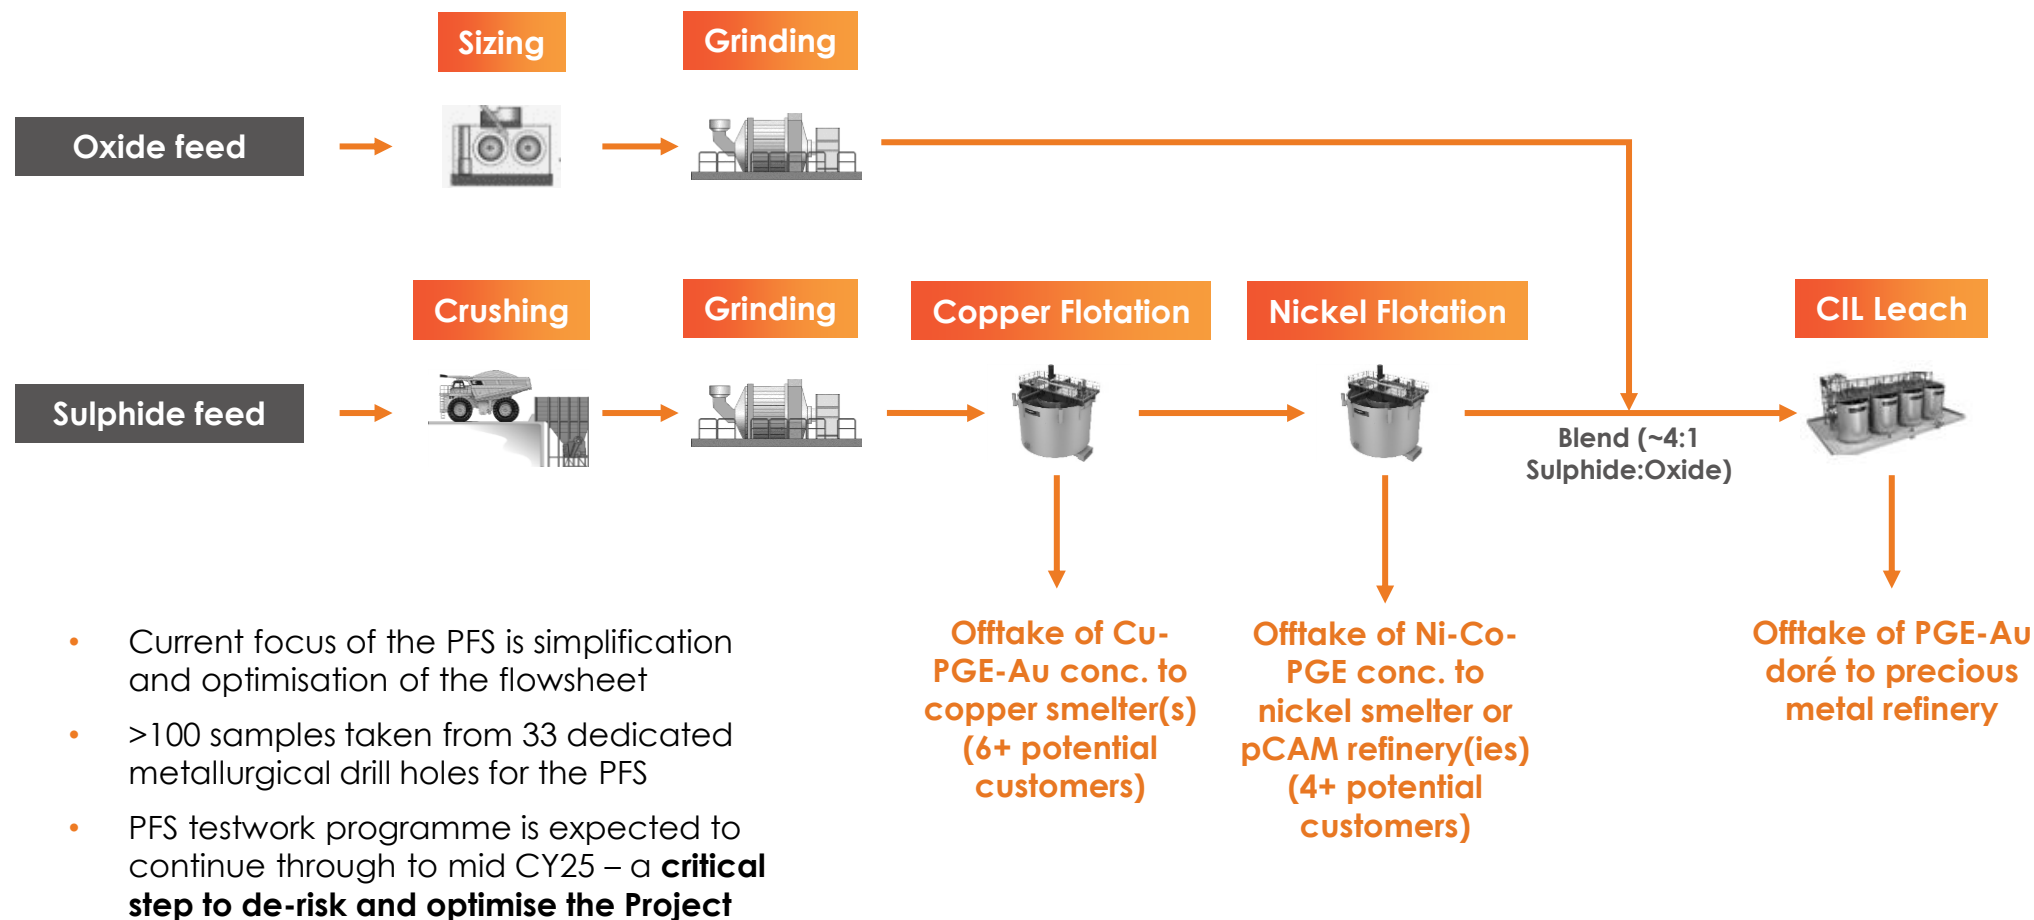 Sizing
Grinding
Oxide feed
Crushing
Grinding
Copper Flotation
Nickel Flotation
CIL Leach
Sulphide feed
Blend (~4:1
Sulphide:Oxide)
Offtake of Cu-
PGE-Au conc. to
copper smelter(s)
(6+ potential
customers)
Offtake of Ni-Co-
PGE conc. to
nickel smelter or
pCAM refinery(ies)
(4+ potential
customers)
Offtake of PGE-Au
doré to precious
metal refinery
• Current focus of the PFS is simplification
and optimisation of the flowsheet
• >100 samples taken from 33 dedicated
metallurgical drill holes for the PFS
• PFS testwork programme is expected to
continue through to mid CY25 – a critical
step to de-risk and optimise the Project